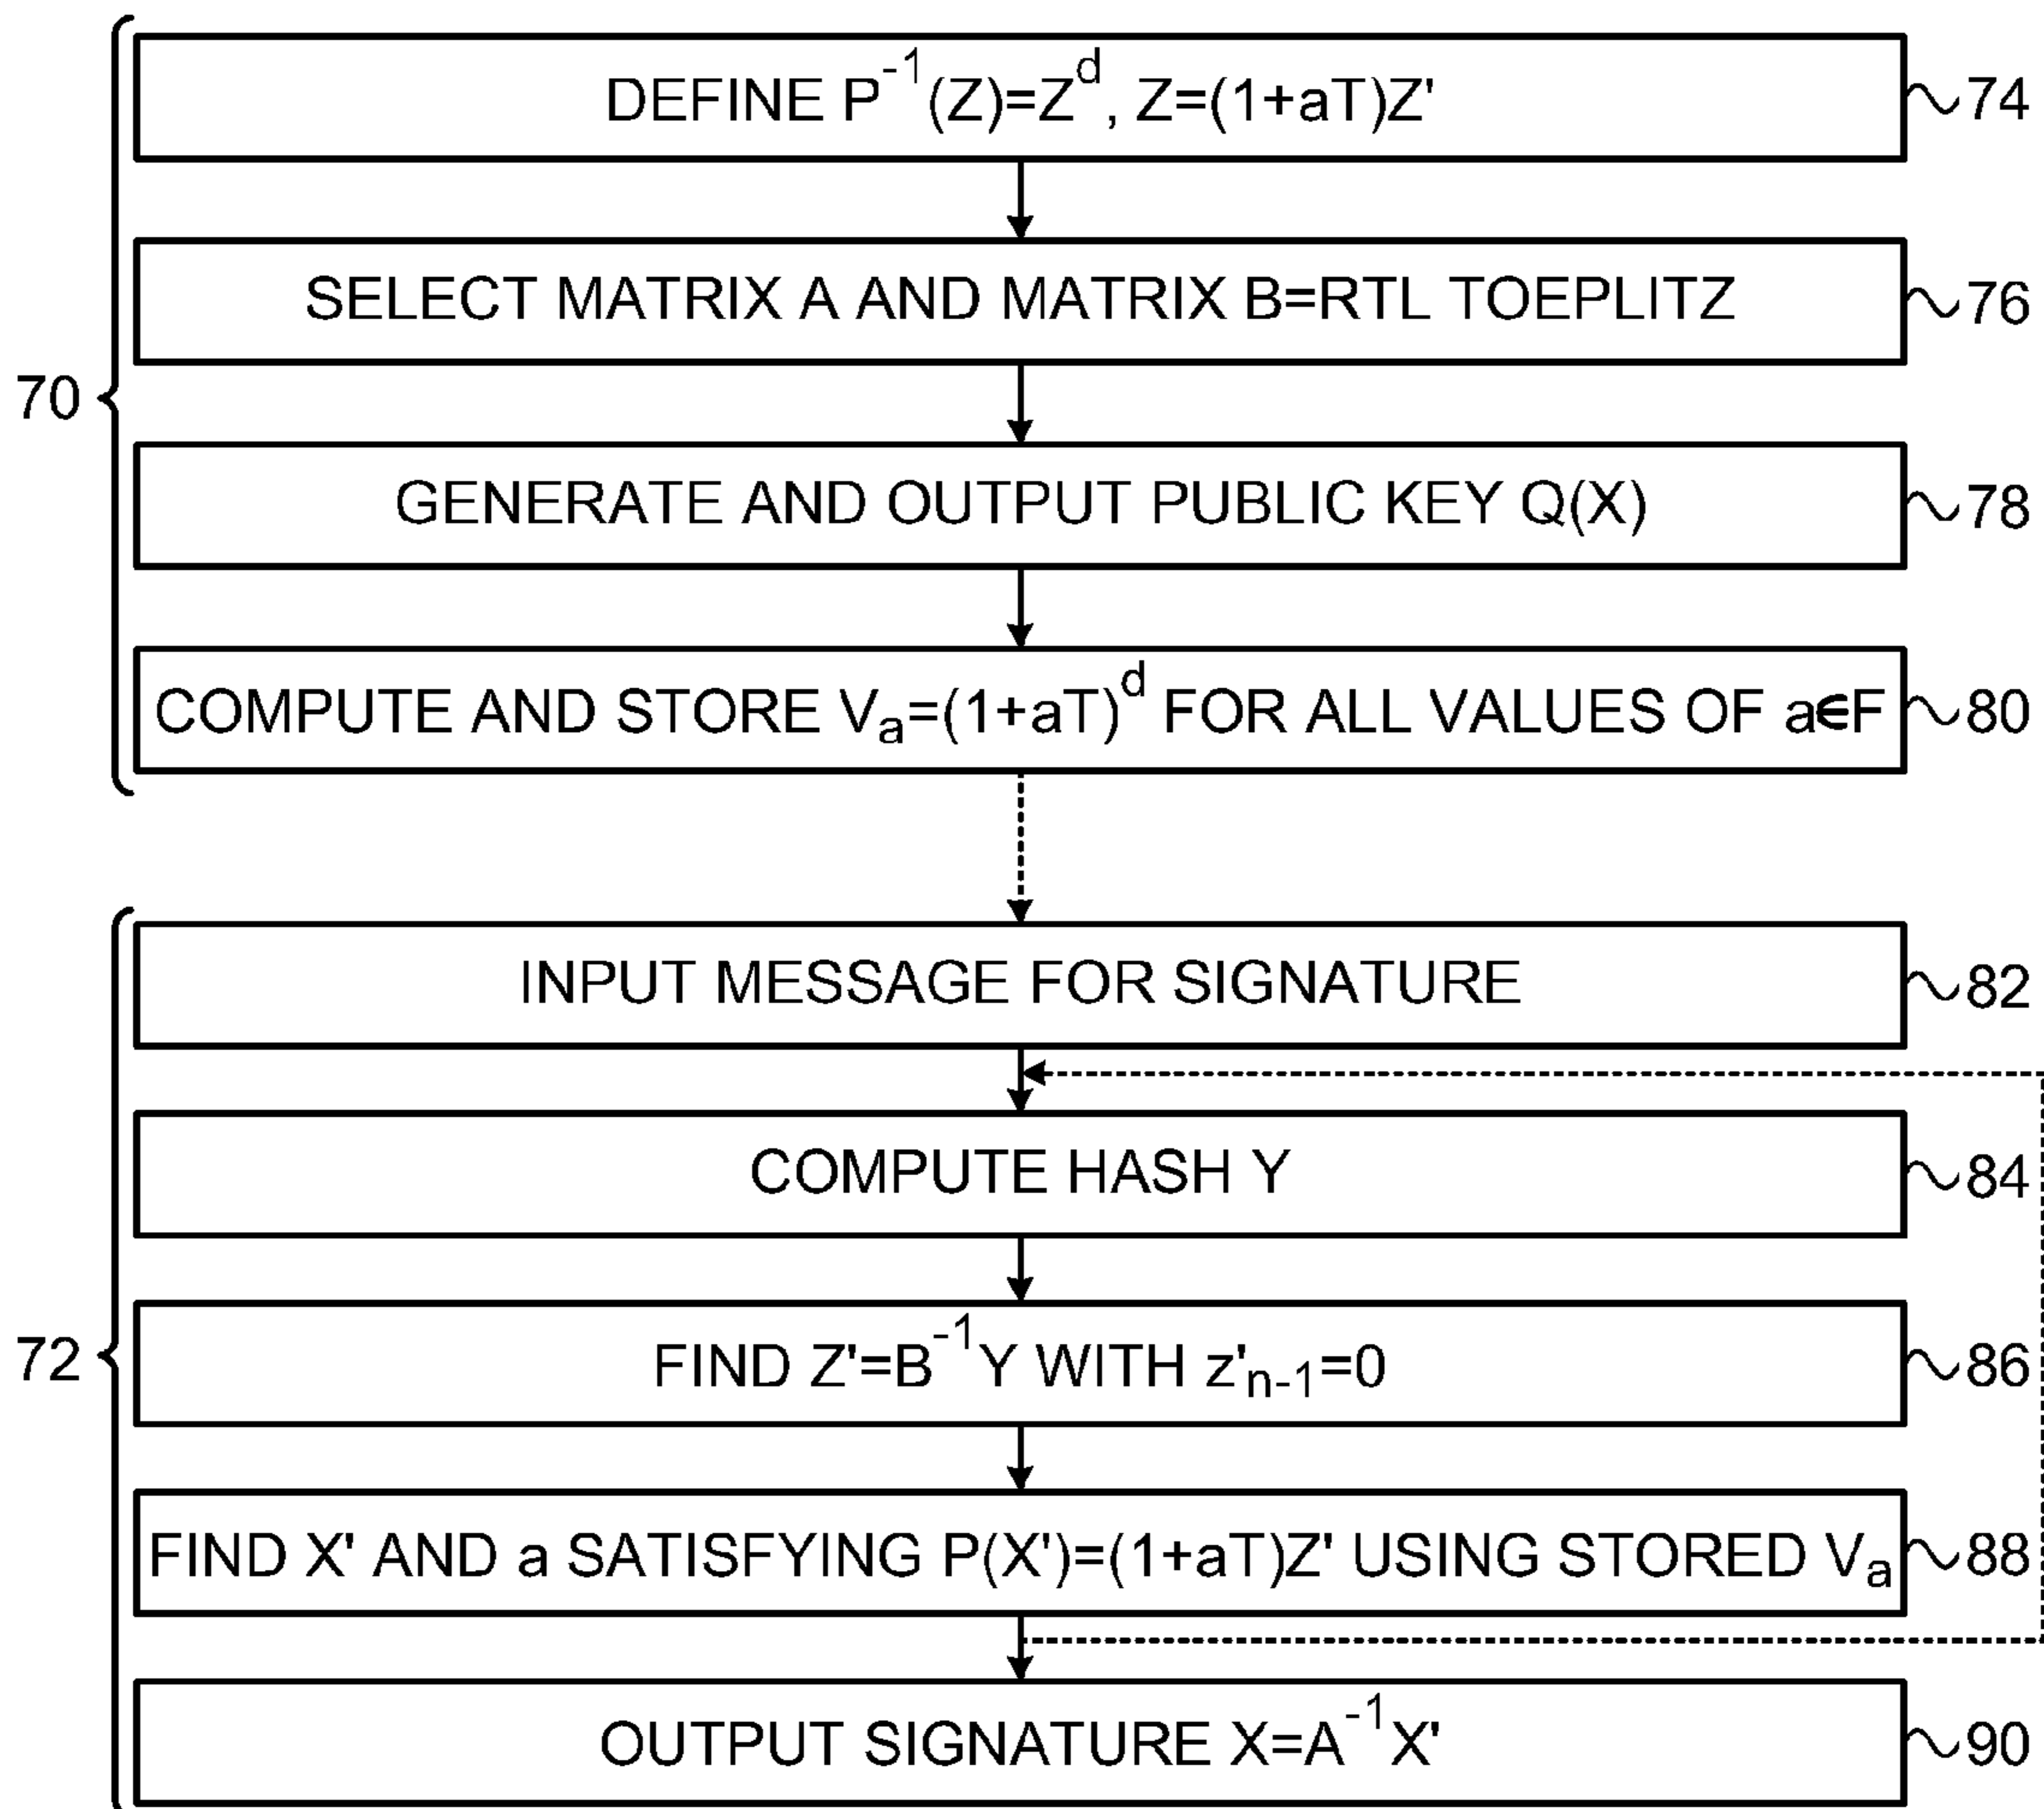 70
DEFINE P⁻¹(Z)=Zᵈ, Z=(1+aT)Z' 74
SELECT MATRIX A AND MATRIX B=RTL TOEPLITZ 76
GENERATE AND OUTPUT PUBLIC KEY Q(X) 78
COMPUTE AND STORE Vₐ=(1+aT)ᵈ FOR ALL VALUES OF a∈F 80
72
INPUT MESSAGE FOR SIGNATURE 82
COMPUTE HASH Y 84
FIND Z'=B⁻¹Y WITH z'ₙ₋₁=0 86
FIND X' AND a SATISFYING P(X')=(1+aT)Z' USING STORED Vₐ 88
OUTPUT SIGNATURE X=A⁻¹X' 90